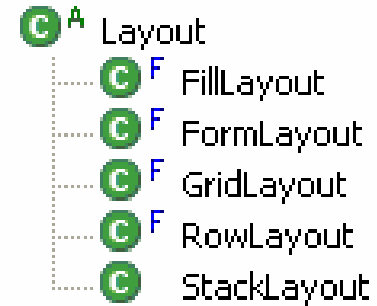 C A Layout
C F FillLayout
C F FormLayout
C F GridLayout
C F RowLayout
C StackLayout